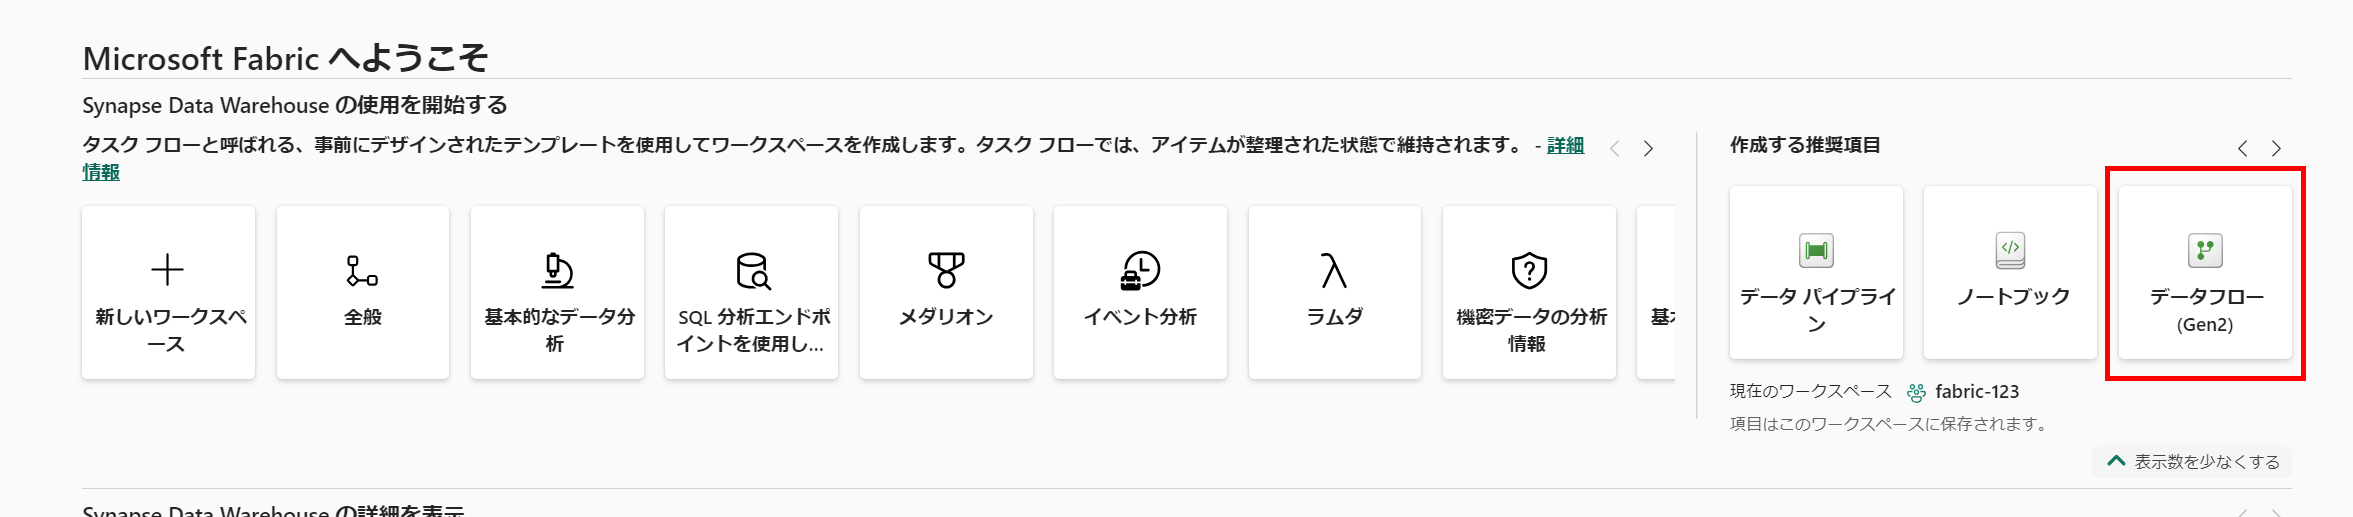 Microsoft Fabric へようこそ
Synapse Data Warehouse の使用を開始する
タスク フローと呼ばれる、事前にデザインされたテンプレートを使用してワークスペースを作成します。タスク フローでは、アイテムが整理された状態で維持されます。 - 詳細
情報
新しいワークスペ
ース
全般
基本的なデータ分
析
SQL 分析エンドポ
イントを使用し...
メダリオン
イベント分析
ラムダ
機密データの分析
情報
作成する推奨項目
データ パイプライ
ン
ノートブック
データフロー
(Gen2)
現在のワークスペース fabric-123
項目はこのワークスペースに保存されます。
表示数を少なくする
Synapse Data Warehouse の詳細を表示